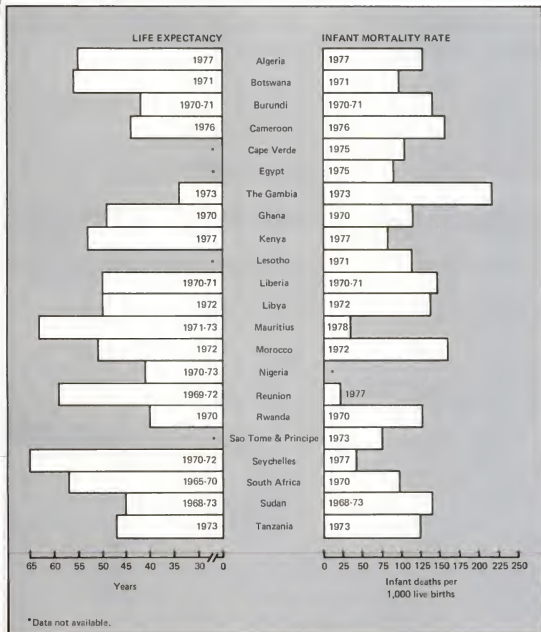 LIFE EXPECTANCY INFANT MORTALITY RATE
1977 Algeria 1977
1971 Botswana 1971
1970-71 Burundi 1970-71
1976 Cameroon 1976
* Cape Verde 1975
* Egypt 1975
1973 The Gambia 1973
1970 Ghana 1970
1977 Kenya 1977
* Lesotho 1971
1970-71 Liberia 1970-71
1972 Libya 1972
1971-73 Mauritius 1978
1972 Morocco 1972
1970-73 Nigeria *
1969-72 Reunion 1977
1970 Rwanda 1970
* Sao Tome & Principe 1973
1970-72 Seychelles 1977
1965-70 South Africa 1970
1968-73 Sudan 1968-73
1973 Tanzania 1973
65 60 55 50 45 40 35 30 0 0 25 50 75 100 125 150 175 200 225 250
Years Infant deaths per
1,000 live births
*Data not available.